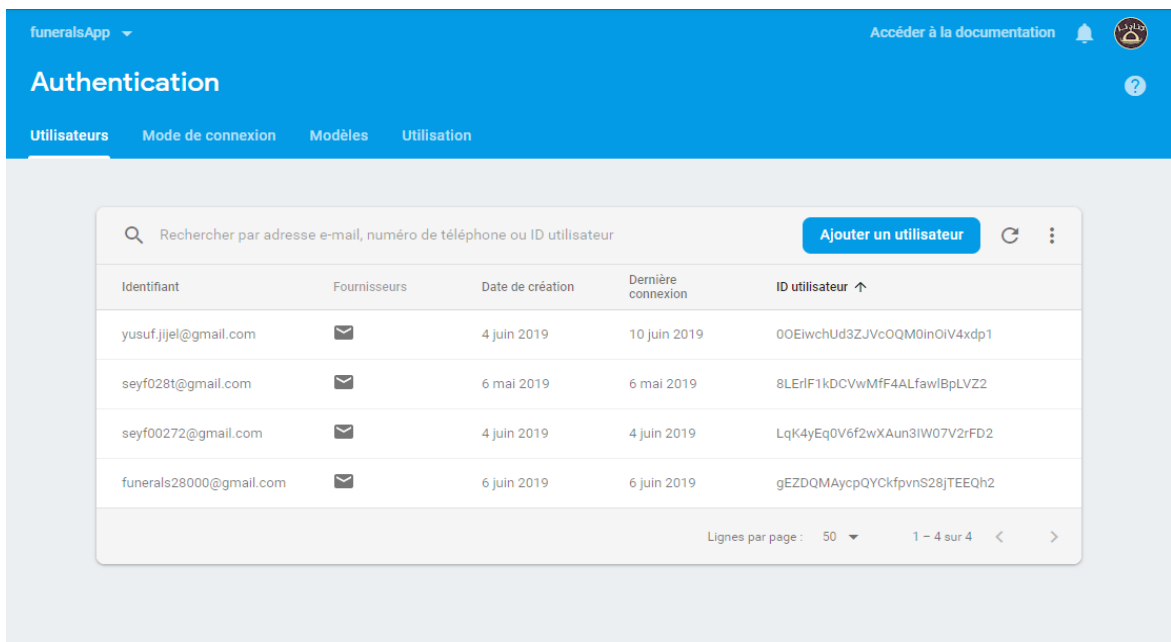 funeralsApp
Accéder à la documentation
Authentication
Utilisateurs Mode de connexion Modèles Utilisation
Rechercher par adresse e-mail, numéro de téléphone ou ID utilisateur
Ajouter un utilisateur
Identifiant Fournisseurs Date de création Dernière connexion ID utilisateur
yusuf.jijel@gmail.com 4 juin 2019 10 juin 2019 0OEiwchUd3ZJVcOQM0inOiV4xdp1
seyf028t@gmail.com 6 mai 2019 6 mai 2019 8LErlF1kDCVwMfF4ALfawlBpLVZ2
seyf00272@gmail.com 4 juin 2019 4 juin 2019 LqK4yEq0V6f2wXAun3IW07V2rFD2
funerals28000@gmail.com 6 juin 2019 6 juin 2019 gEZDQMAycpQYCkfpvnS28jTEEQh2
Lignes par page : 50 1 – 4 sur 4